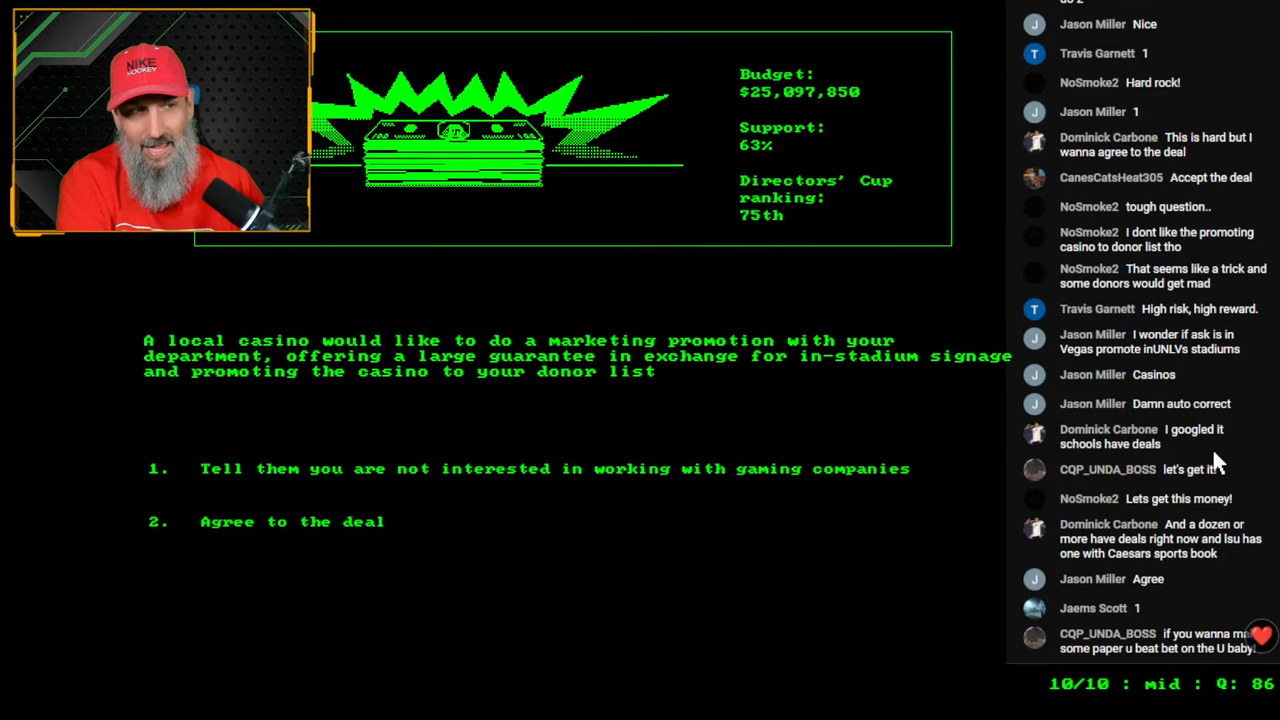 NIKE
HOCKEY
T
Budget:
$25,097,850
Support:
63%
Directors' Cup
ranking:
75th
A local casino would like to do a marketing promotion with your
department, offering a large guarantee in exchange for in-stadium signage
and promoting the casino to your donor list
1. Tell them you are not interested in working with gaming companies
2. Agree to the deal
J Jason Miller Nice
T Travis Garnett 1
NoSmoke2 Hard rock!
J Jason Miller 1
Dominick Carbone This is hard but I
wanna agree to the deal
CanesCatsHeat305 Accept the deal
NoSmoke2 tough question..
NoSmoke2 I dont like the promoting
casino to donor list tho
NoSmoke2 That seems like a trick and
some donors would get mad
T Travis Garnett High risk, high reward.
J Jason Miller I wonder if ask is in
Vegas promote inUNLVs stadiums
J Jason Miller Casinos
J Jason Miller Damn auto correct
Dominick Carbone I googled it
schools have deals
CQP_UNDA_BOSS let's get it
NoSmoke2 Lets get this money!
Dominick Carbone And a dozen or
more have deals right now and lsu has
one with Caesars sports book
J Jason Miller Agree
Jaems Scott 1
CQP_UNDA_BOSS if you wanna
some paper u beat bet on the U baby!
10/10 : mid : Q: 86